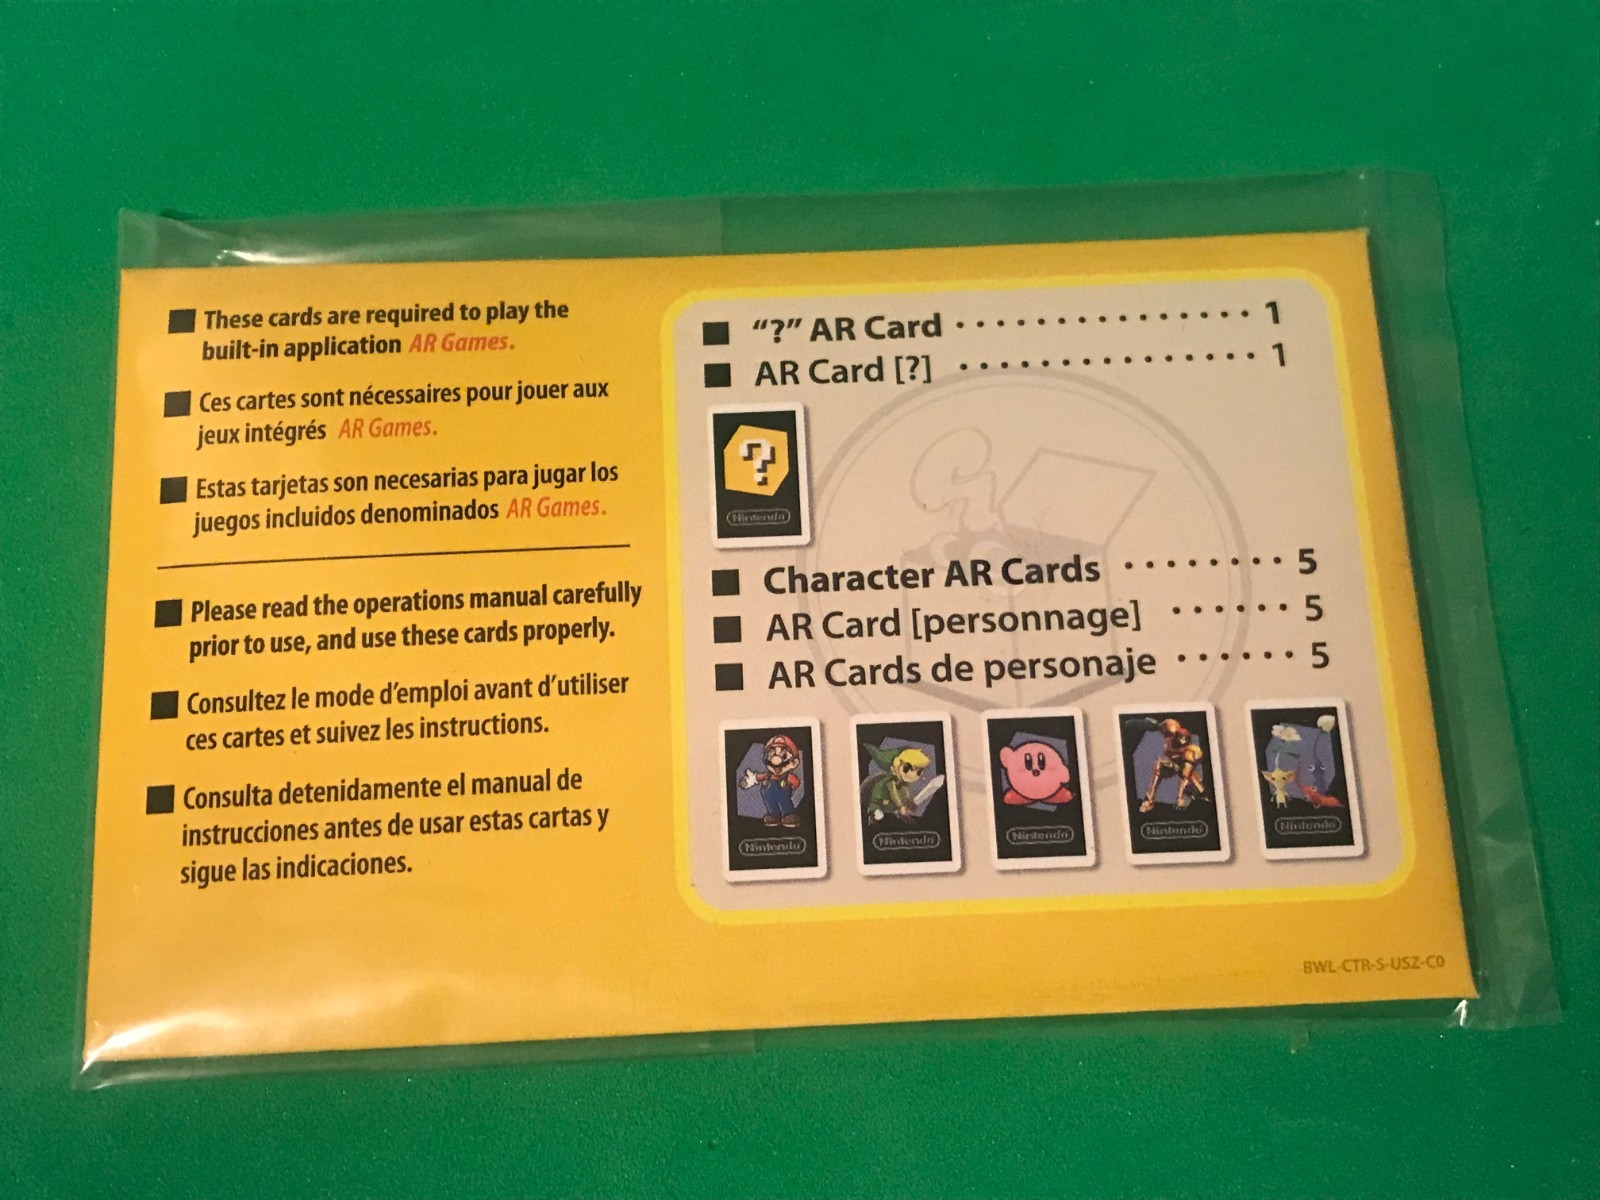 ■ These cards are required to play the
built-in application AR Games.
■ Ces cartes sont nécessaires pour jouer aux
jeux intégrés AR Games.
■ Estas tarjetas son necesarias para jugar los
juegos incluidos denominados AR Games.
■ Please read the operations manual carefully
prior to use, and use these cards properly.
■ Consultez le mode d'emploi avant d'utiliser
ces cartes et suivez les instructions.
■ Consulta detenidamente el manual de
instrucciones antes de usar estas cartas y
sigue las indicaciones.
■ "?" AR Card ··············· 1
■ AR Card [?] ··············· 1
?
Nintendo
■ Character AR Cards ········ 5
■ AR Card [personnage] ······ 5
■ AR Cards de personaje ······ 5
Nintendo
Nintendo
Nintendo
Nintendo
Nintendo
BWL-CTR-S-USZ-C0